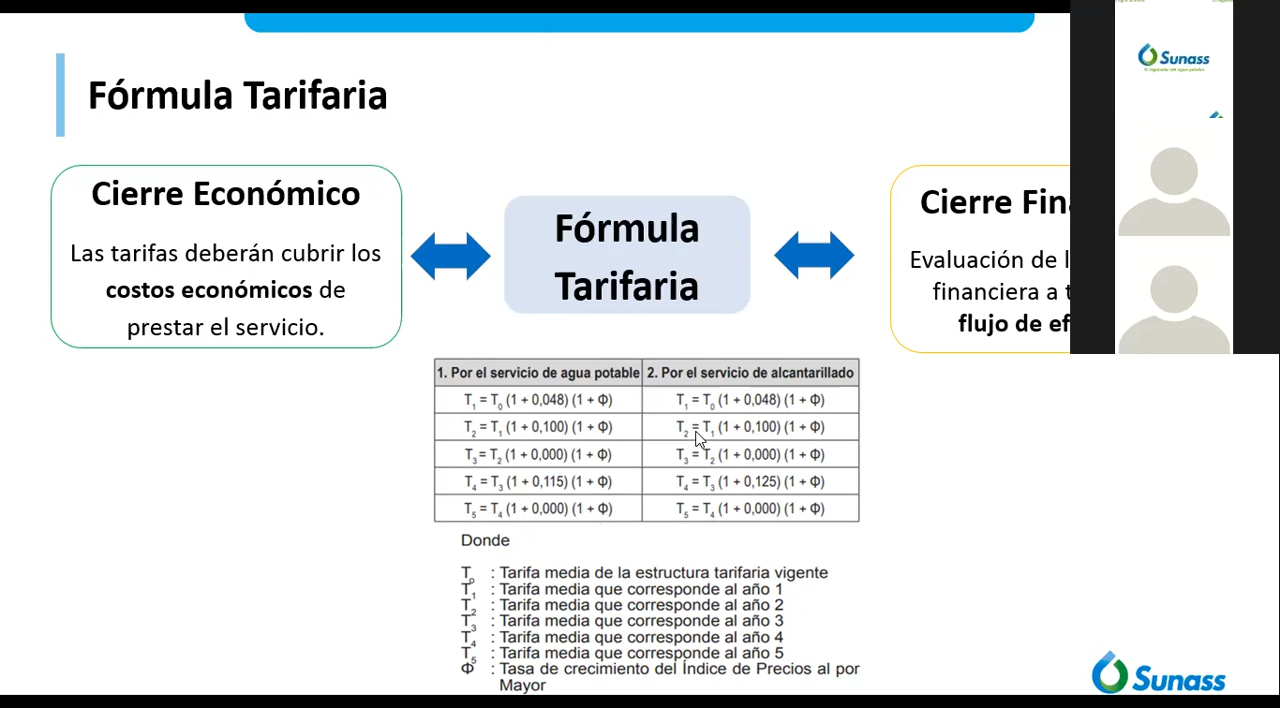 Fórmula Tarifaria
Cierre Económico
Las tarifas deberán cubrir los
costos económicos de
prestar el servicio.
Fórmula
Tarifaria
Cierre
Evaluación de
financiera a
flujo de
1. Por el servicio de agua potable 2. Por el servicio de alcantarillado
T₁ = T₀ (1 + 0,048) (1 + Φ) T₁ = T₀ (1 + 0,048) (1 + Φ)
T₂ = T₁ (1 + 0,100) (1 + Φ) T₂ = T₁ (1 + 0,100) (1 + Φ)
T₃ = T₂ (1 + 0,000) (1 + Φ) T₃ = T₂ (1 + 0,000) (1 + Φ)
T₄ = T₃ (1 + 0,115) (1 + Φ) T₄ = T₃ (1 + 0,125) (1 + Φ)
T₅ = T₄ (1 + 0,000) (1 + Φ) T₅ = T₄ (1 + 0,000) (1 + Φ)
Donde
T₀ : Tarifa media de la estructura tarifaria vigente
T₁ : Tarifa media que corresponde al año 1
T₂ : Tarifa media que corresponde al año 2
T₃ : Tarifa media que corresponde al año 3
T₄ : Tarifa media que corresponde al año 4
T₅ : Tarifa media que corresponde al año 5
Φ : Tasa de crecimiento del Índice de Precios al por
Mayor
Sunass
Sunass